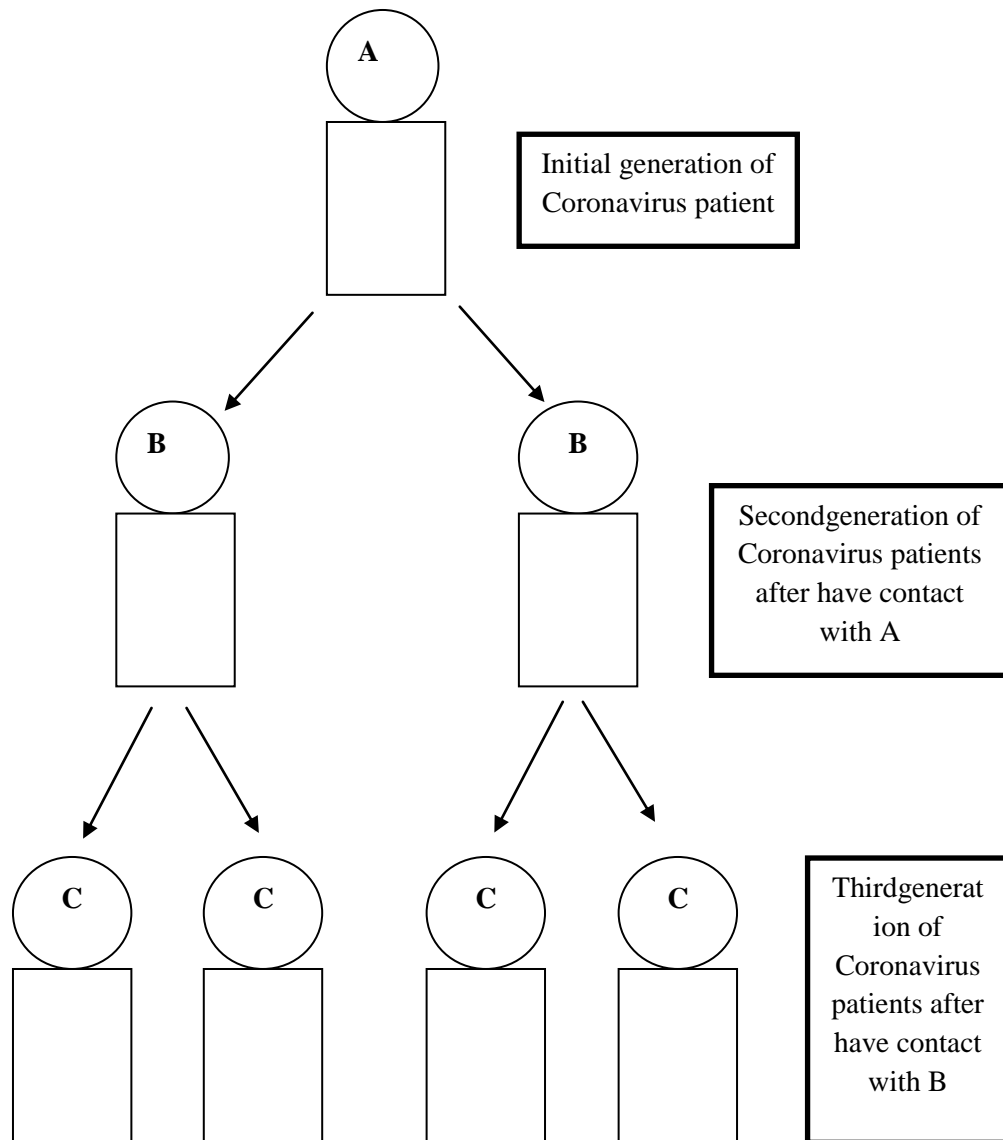 A
Initial generation of
Coronavirus patient
B
B
Secondgeneration of
Coronavirus patients
after have contact
with A
C
C
C
C
Thirdgenerat
ion of
Coronavirus
patients after
have contact
with B